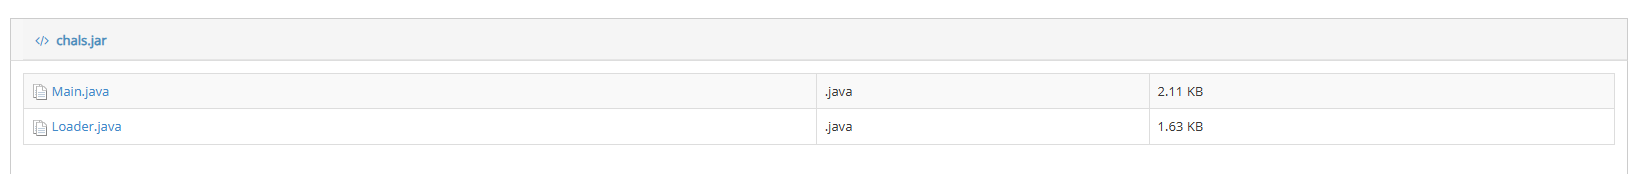 </> chals.jar
Main.java .java 2.11 KB
Loader.java .java 1.63 KB